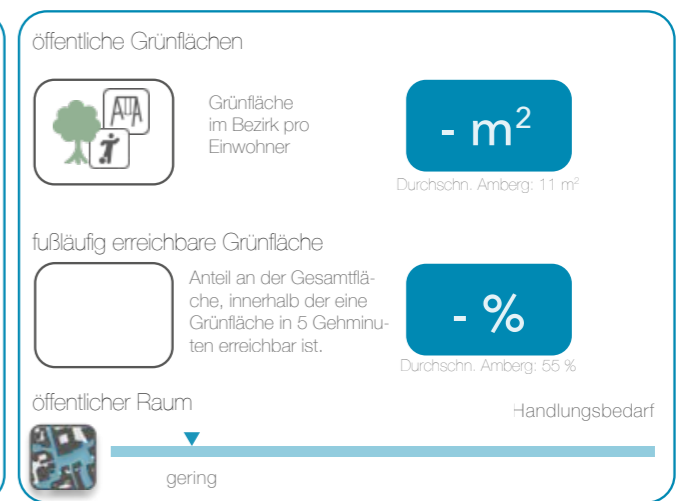 öffentliche Grünflächen
Grünfläche
im Bezirk pro
Einwohner
- m²
Durchschn. Amberg: 11 m²
fußläufig erreichbare Grünfläche
Anteil an der Gesamtflä-
che, innerhalb der eine
Grünfläche in 5 Gehminu-
ten erreichbar ist.
- %
Durchschn. Amberg: 55 %
öffentlicher Raum
Handlungsbedarf
gering